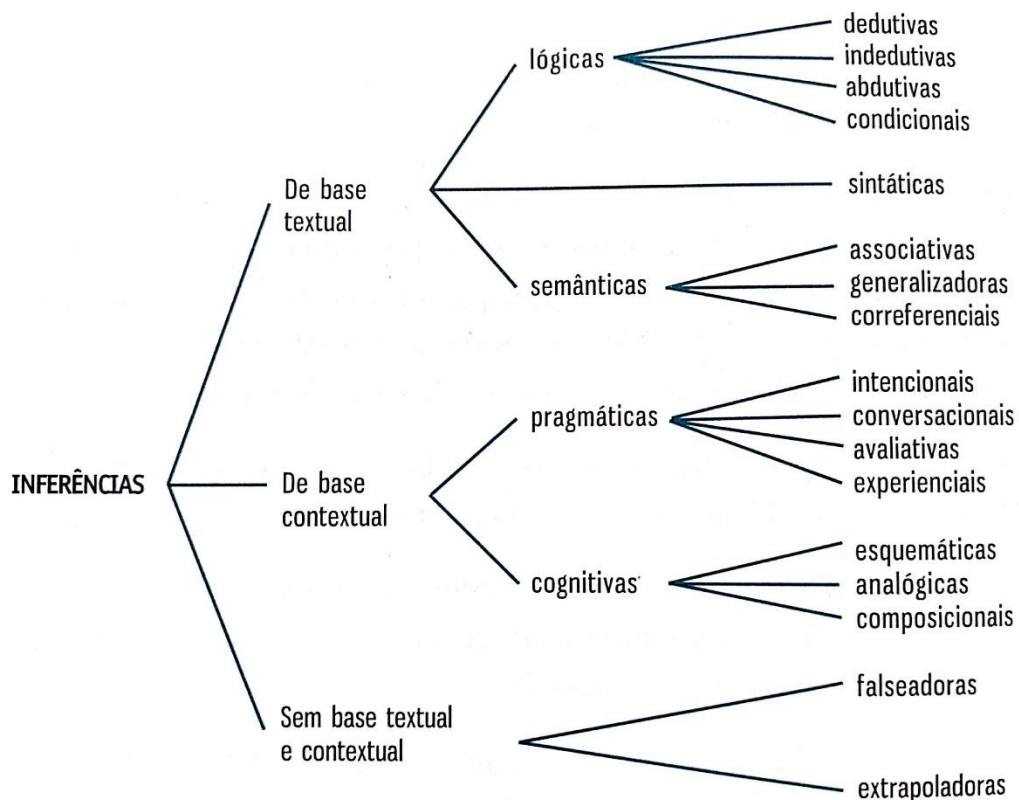 INFERÊNCIAS
De base
textual
lógicas
dedutivas
indedutivas
abdutivas
condicionais
sintáticas
semânticas
associativas
generalizadoras
correferenciais
De base
contextual
pragmáticas
intencionais
conversacionais
avaliativas
experienciais
cognitivas
esquemáticas
analógicas
composicionais
Sem base textual
e contextual
falseadoras
extrapoladoras